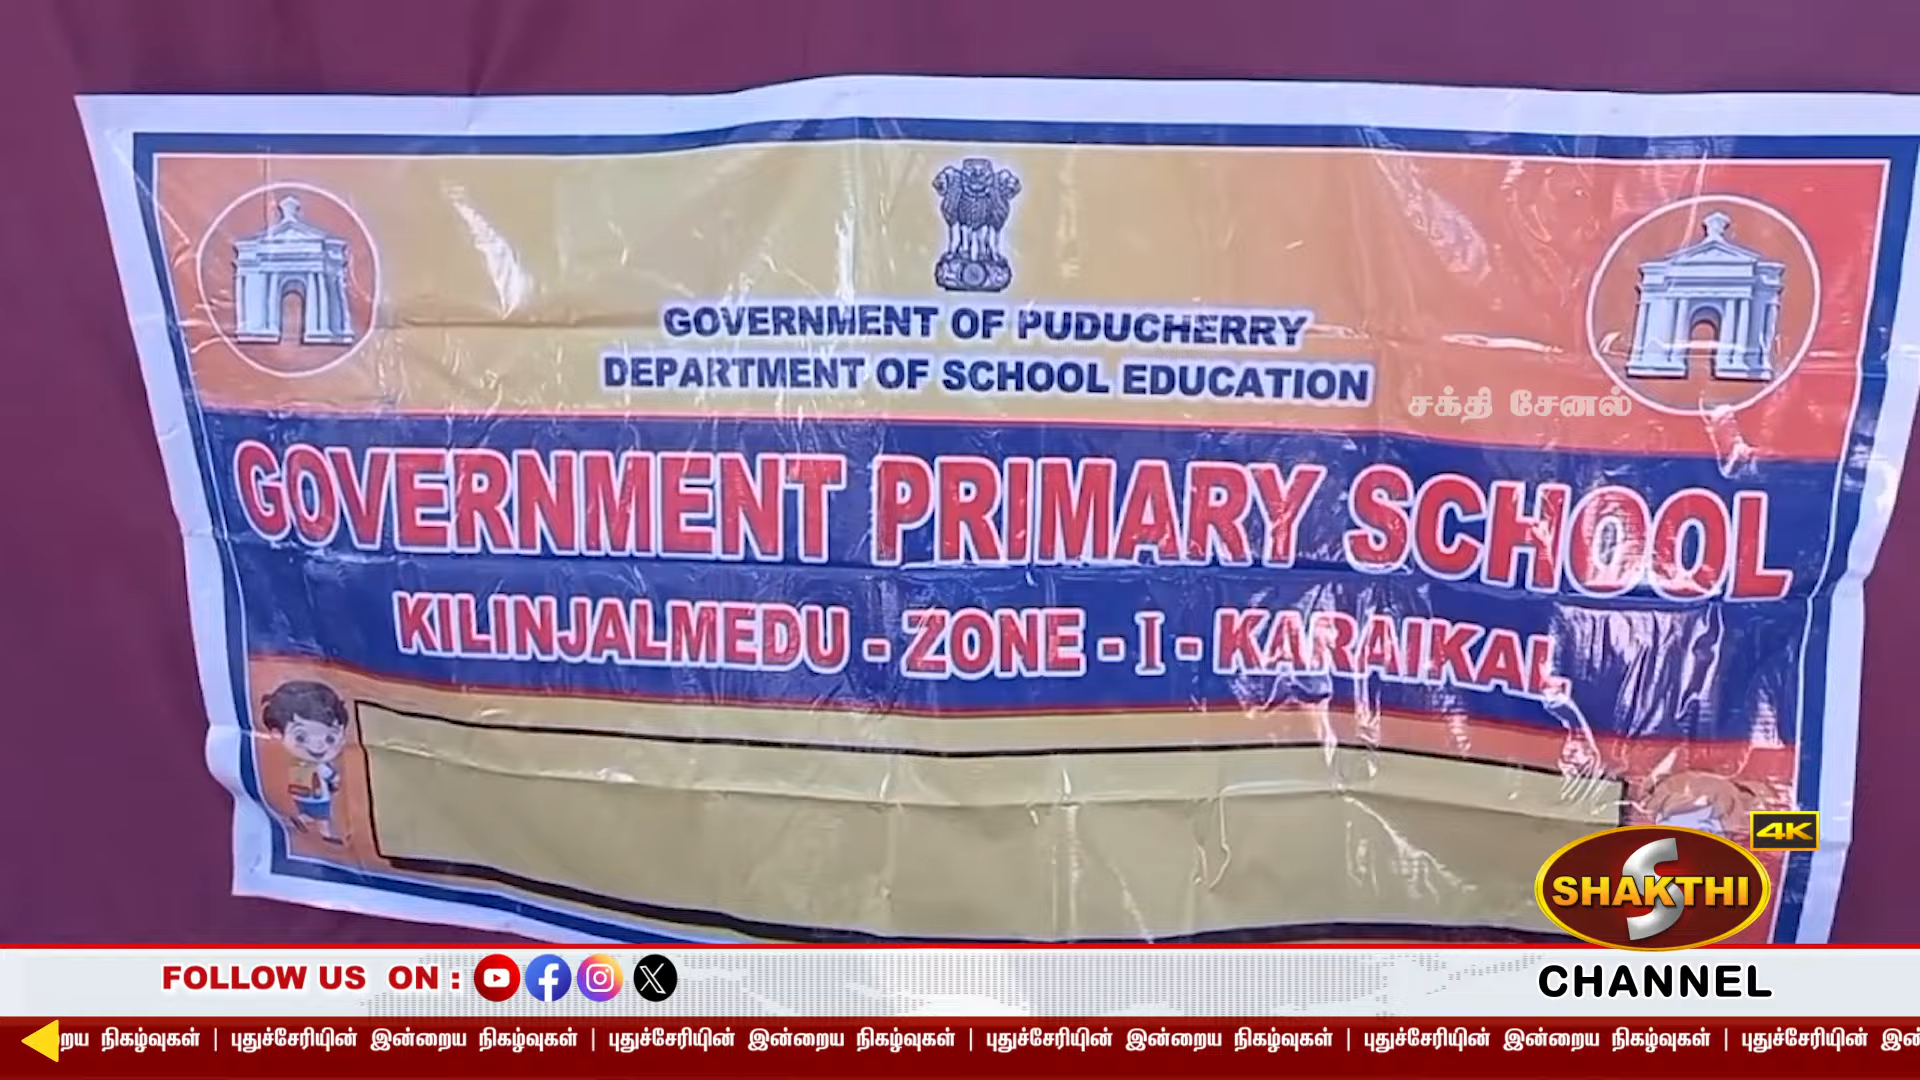 GOVERNMENT OF PUDUCHERRY
DEPARTMENT OF SCHOOL EDUCATION
சக்தி சேனல்
GOVERNMENT PRIMARY SCHOOL
KILINJALMEDU - ZONE - I - KARAIKAL
4K
S
SHAKTHI
CHANNEL
FOLLOW US ON :
றைய நிகழ்வுகள் | புதுச்சேரியின் இன்றைய நிகழ்வுகள் | புதுச்சேரியின் இன்றைய நிகழ்வுகள் | புதுச்சேரியின் இன்றைய நிகழ்வுகள் | புதுச்சேரியின் இன்றைய நிகழ்வுகள் | புதுச்சேரியின் இன்